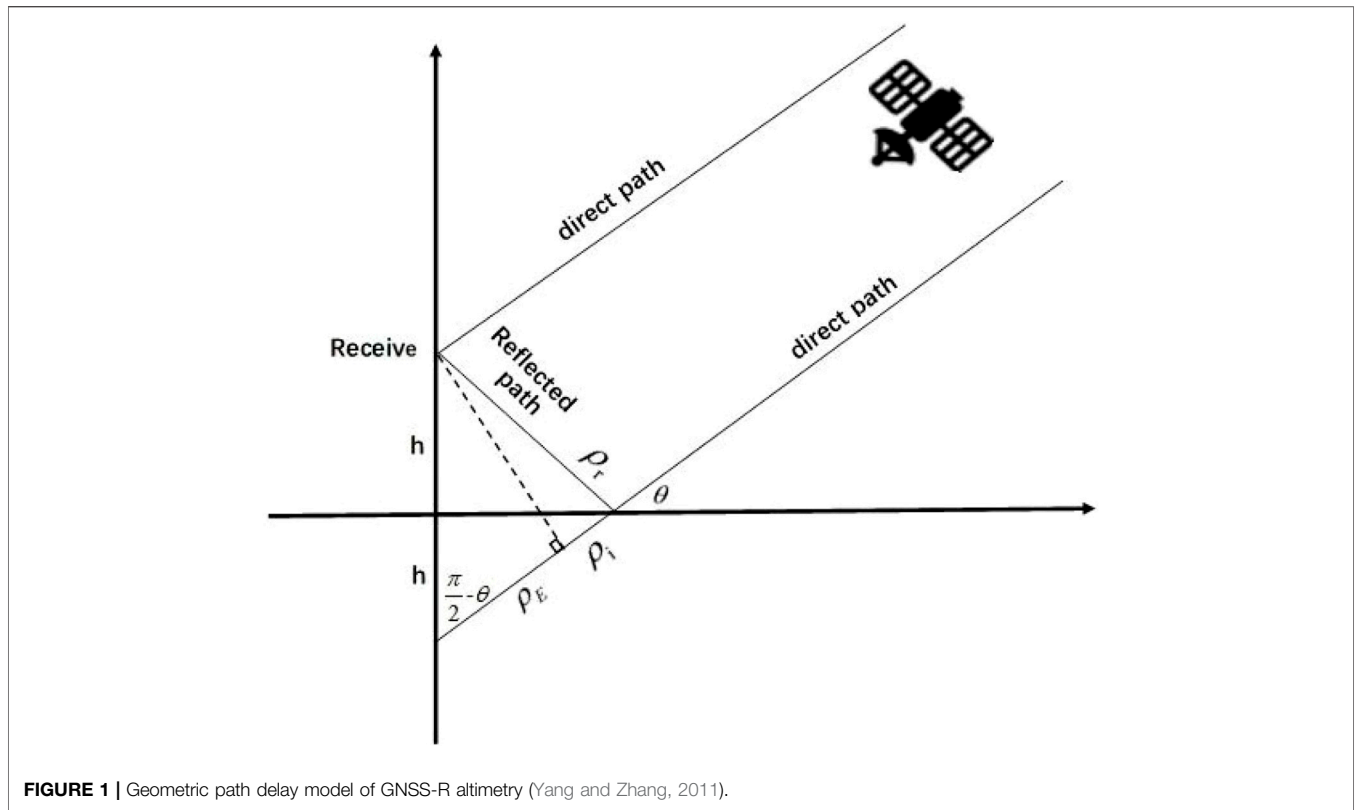 direct path
direct path
Receive
Reflected
path
h
ρr
θ
h
π/2-θ
ρi
ρE
FIGURE 1 | Geometric path delay model of GNSS-R altimetry (Yang and Zhang, 2011).